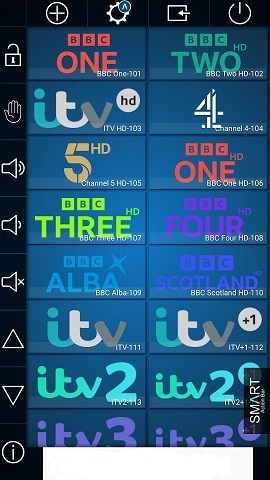 BBC
ONE
BBC One-101
BBC
TWO HD
BBC Two HD-102
itv hd
ITV HD-103
4
Channel 4-104
5 HD
Channel 5 HD-105
BBC
ONE HD
BBC One HD-106
BBC
THREE HD
BBC Three HD-107
BBC
FOUR HD
BBC Four HD-108
BBC
ALBA
BBC Alba-109
BBC
SCOTLAND HD
BBC Scotland HD-110
itv
ITV-111
itv +1
ITV+1-112
itv2
ITV2-113
itv2
ITV2+
itv3
itv3
SMART